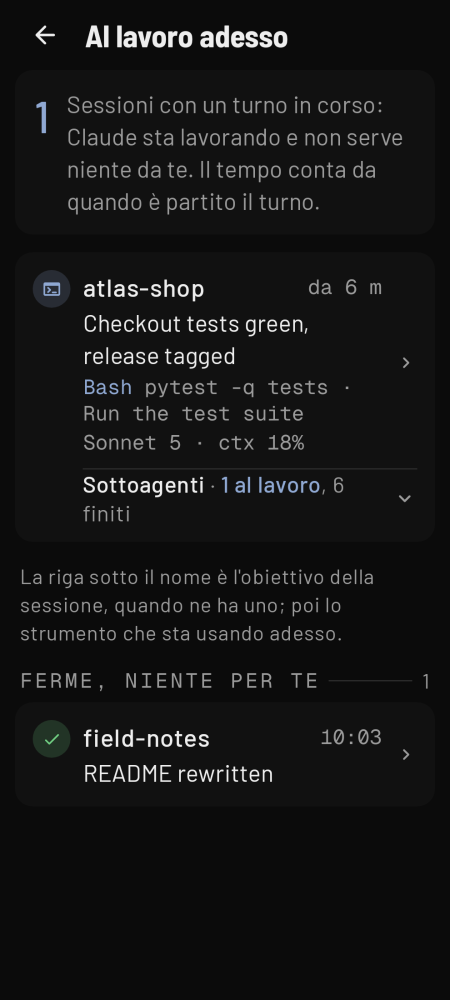 Al lavoro adesso
1
Sessioni con un turno in corso:
Claude sta lavorando e non serve
niente da te. Il tempo conta da
quando è partito il turno.
atlas-shop
da 6 m
Checkout tests green,
release tagged
Bash pytest -q tests ·
Run the test suite
Sonnet 5 · ctx 18%
Sottoagenti · 1 al lavoro, 6
finiti
La riga sotto il nome è l'obiettivo della
sessione, quando ne ha uno; poi lo
strumento che sta usando adesso.
FERME, NIENTE PER TE
1
field-notes
10:03
README rewritten